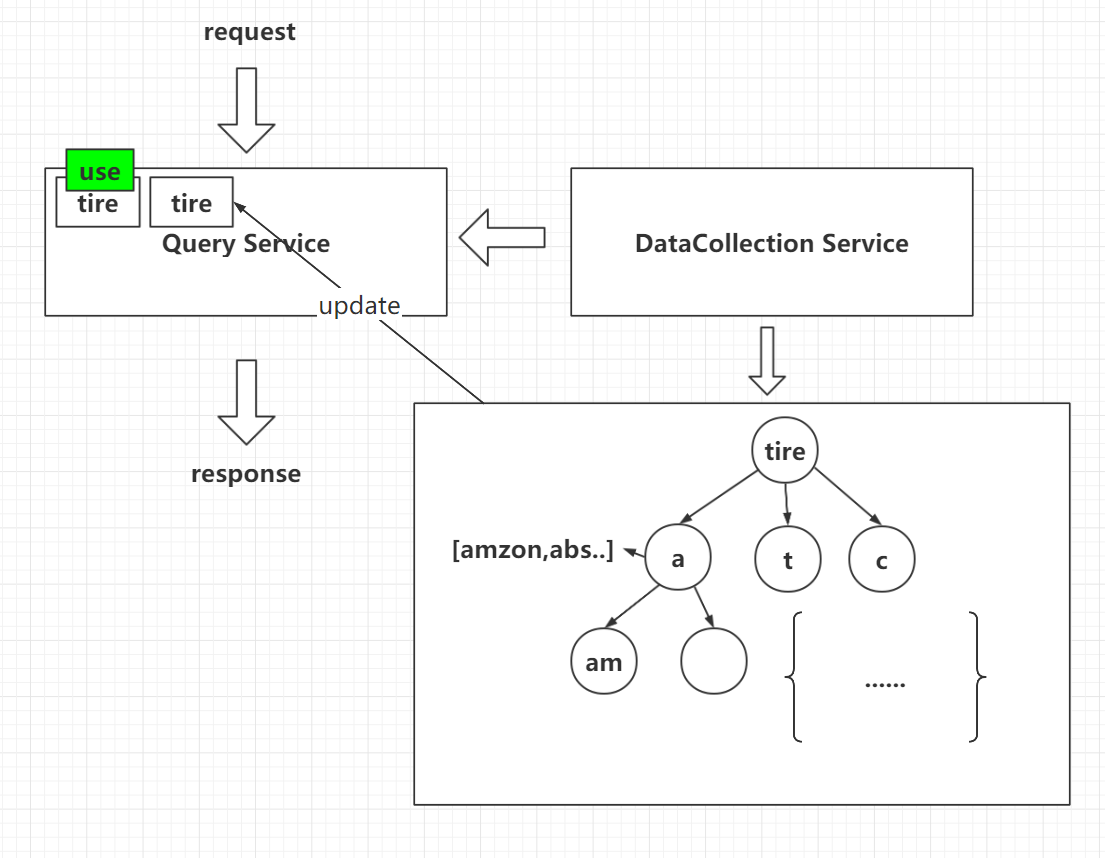 request
use
tire
tire
Query Service
DataCollection Service
update
response
tire
[amzon,abs..]
a
t
c
am
......